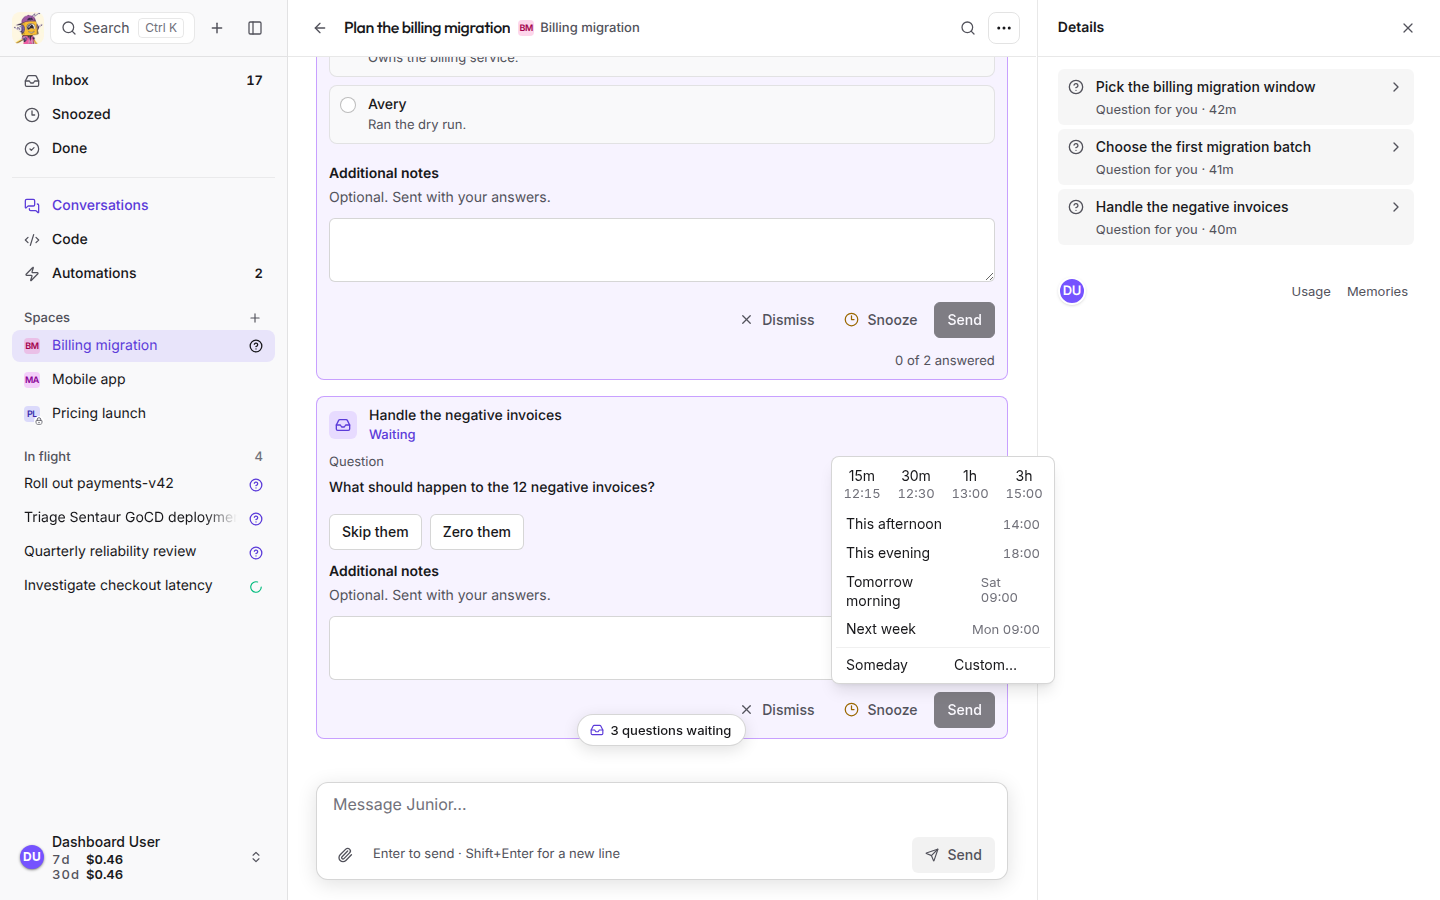 Search Ctrl K
Inbox 17
Snoozed
Done
Conversations
Code
Automations 2
Spaces
BM Billing migration
MA Mobile app
PL Pricing launch
In flight 4
Roll out payments-v42
Triage Sentaur GoCD deployme
Quarterly reliability review
Investigate checkout latency
DU Dashboard User
7d $0.46
30d $0.46
Plan the billing migration BM Billing migration
Owns the billing service.
Avery
Ran the dry run.
Additional notes
Optional. Sent with your answers.
Dismiss Snooze Send
0 of 2 answered
Handle the negative invoices
Waiting
Question
What should happen to the 12 negative invoices?
Skip them Zero them
Additional notes
Optional. Sent with your answers.
15m 30m 1h 3h
12:15 12:30 13:00 15:00
This afternoon 14:00
This evening 18:00
Tomorrow morning Sat 09:00
Next week Mon 09:00
Someday Custom...
Dismiss Snooze Send
3 questions waiting
Message Junior...
Enter to send · Shift+Enter for a new line Send
Details
Pick the billing migration window
Question for you · 42m
Choose the first migration batch
Question for you · 41m
Handle the negative invoices
Question for you · 40m
DU Usage Memories